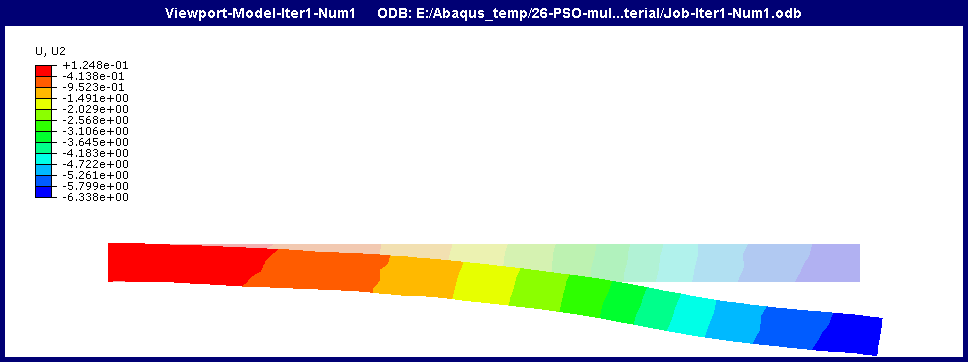 Viewport-Model-Iter1-Num1 ODB: E:/Abaqus_temp/26-PSO-mul...terial/Job-Iter1-Num1.odb
U, U2
+1.248e-01
-4.138e-01
-9.523e-01
-1.491e+00
-2.029e+00
-2.568e+00
-3.106e+00
-3.645e+00
-4.183e+00
-4.722e+00
-5.261e+00
-5.799e+00
-6.338e+00